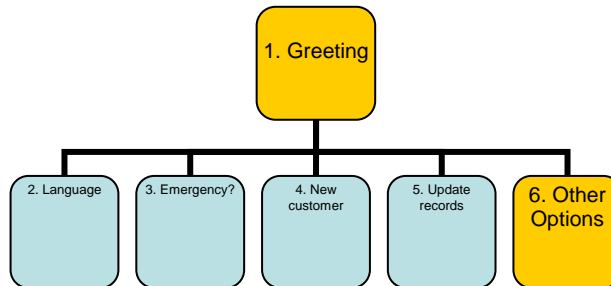 1. Greeting
2. Language
3. Emergency?
4. New
customer
5. Update
records
6. Other
Options